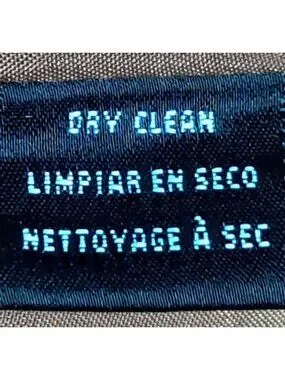 DRY CLEAN
LIMPIAR EN SECO
NETTOYAGE À SEC